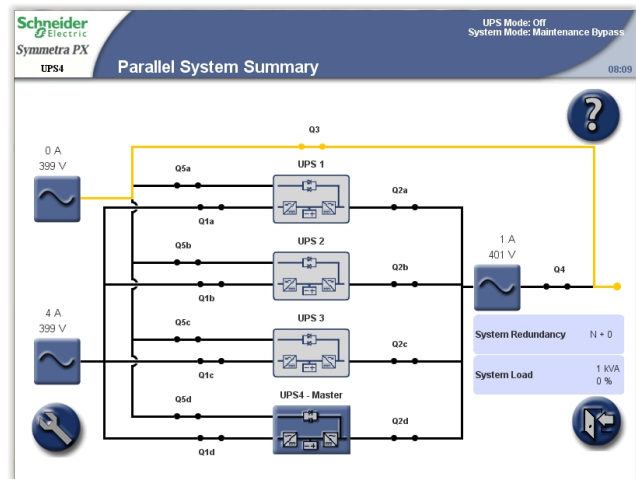 Schneider
Electric
Symmetra PX
UPS4
Parallel System Summary
UPS Mode: Off
System Mode: Maintenance Bypass
08:09
?
Q3
0 A
399 V
Q5a
UPS 1
Q2a
Q1a
Q5b
UPS 2
Q2b
Q1b
1 A
401 V
Q4
4 A
399 V
Q5c
UPS 3
Q2c
Q1c
System Redundancy N + 0
System Load 1 kVA
0 %
Q5d
UPS4 - Master
Q2d
Q1d